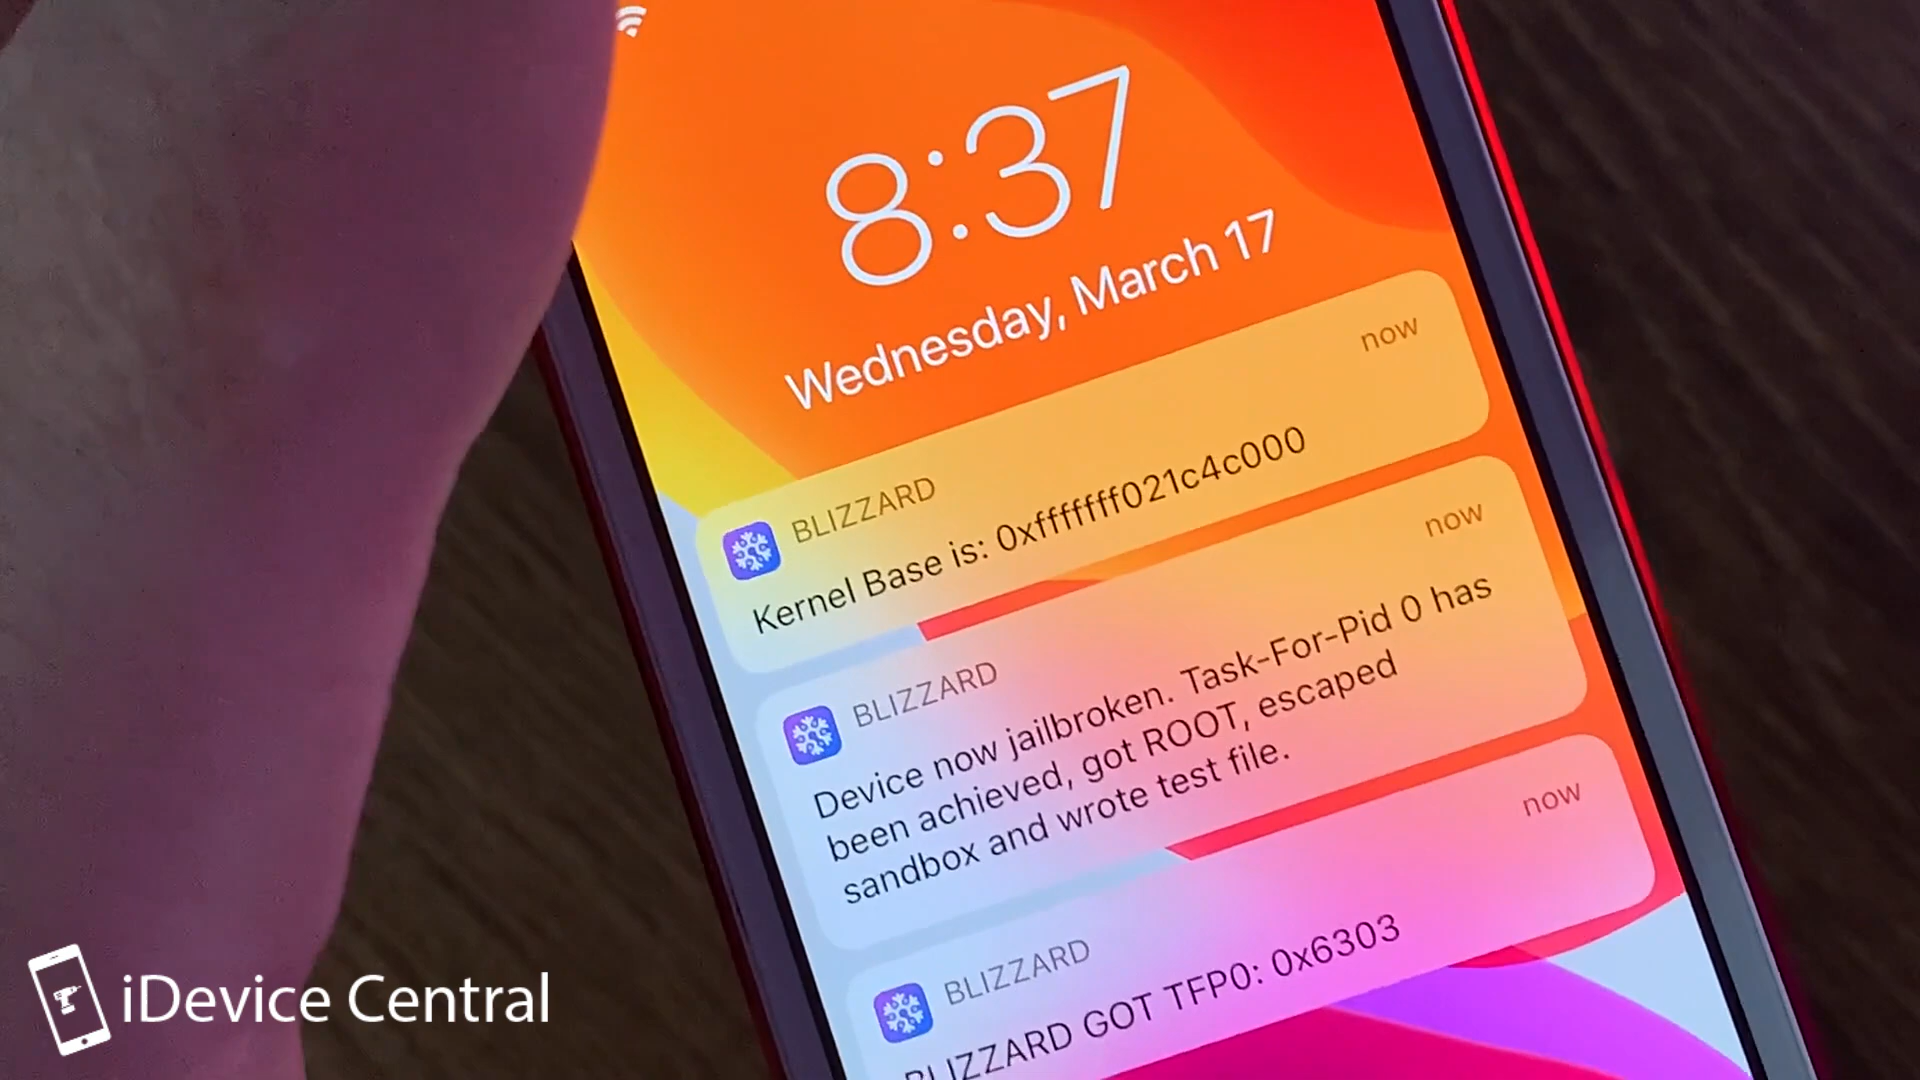 8:37
Wednesday, March 17
BLIZZARD
now
Kernel Base is: 0xfffffff021c4c000
BLIZZARD
now
Device now jailbroken. Task-For-Pid 0 has
been achieved, got ROOT, escaped
sandbox and wrote test file.
BLIZZARD
now
BLIZZARD GOT TFP0: 0x6303
iDevice Central